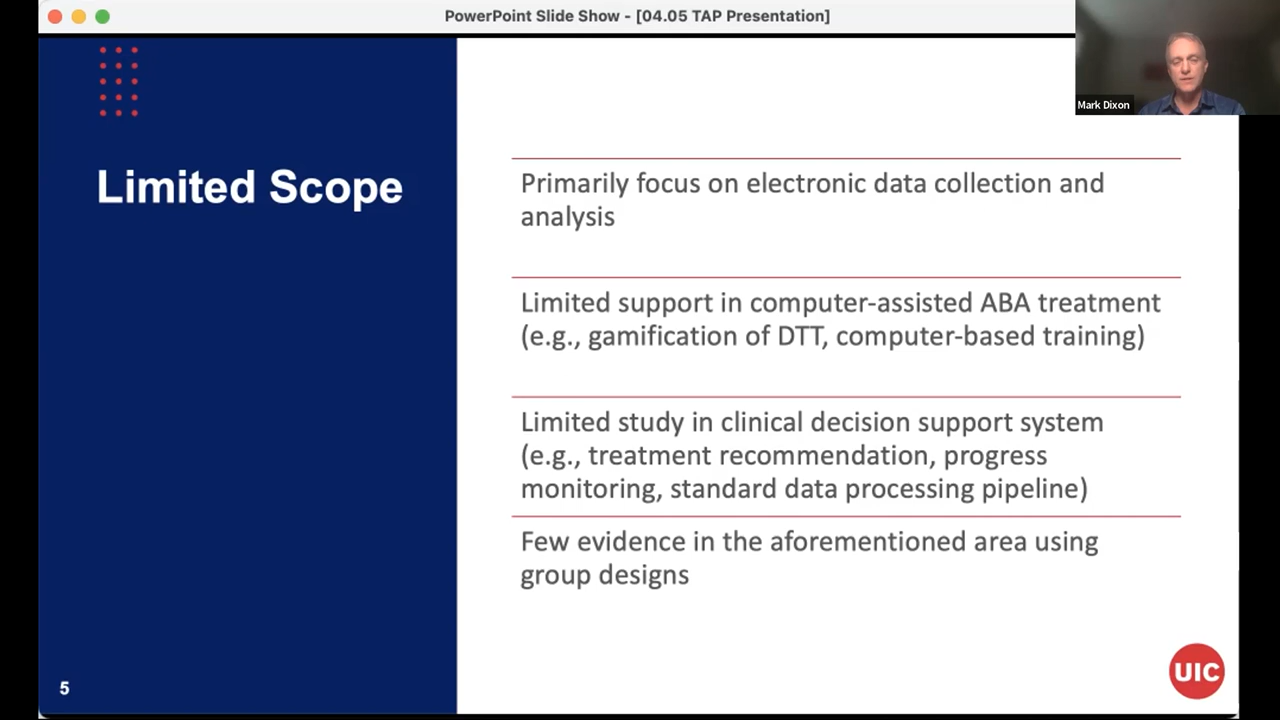 PowerPoint Slide Show - [04.05 TAP Presentation]
Mark Dixon
Limited Scope
Primarily focus on electronic data collection and
analysis
Limited support in computer-assisted ABA treatment
(e.g., gamification of DTT, computer-based training)
Limited study in clinical decision support system
(e.g., treatment recommendation, progress
monitoring, standard data processing pipeline)
Few evidence in the aforementioned area using
group designs
5
UIC